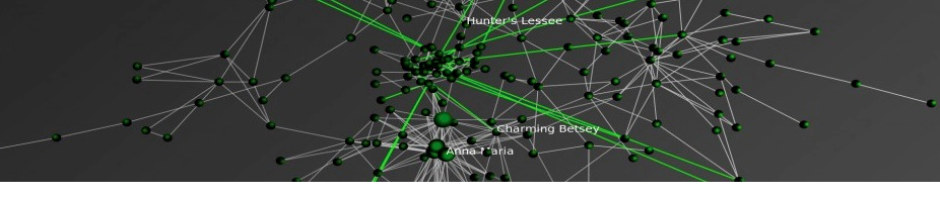 Hunter's Lessee
Charming Betsey
Anna Maria